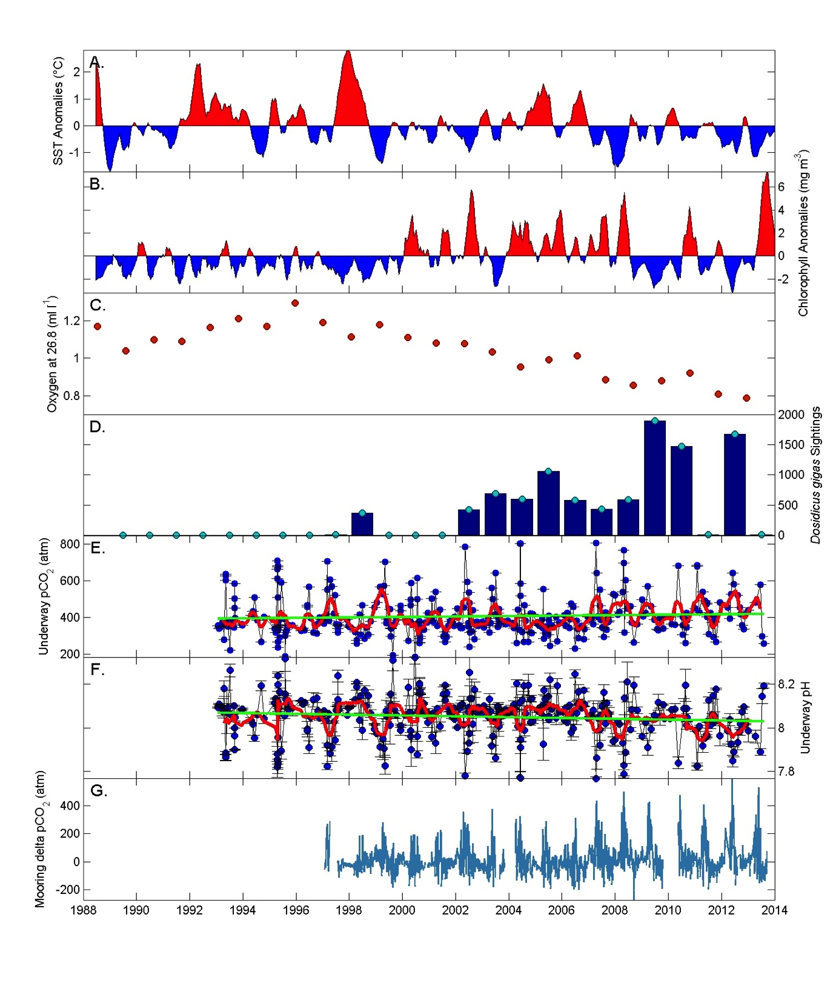 A.
SST Anomalies (°C)
2
1
0
-1
B.
Chlorophyll Anomalies (mg m-3)
6
4
2
0
-2
C.
Oxygen at 26.8 (ml l-1)
1.2
1
0.8
D.
Dosidicus gigas Sightings
2000
1500
1000
500
0
E.
Underway pCO2 (atm)
800
600
400
200
F.
Underway pH
8.2
8
7.8
G.
Mooring delta pCO2 (atm)
400
200
0
-200
1988 1990 1992 1994 1996 1998 2000 2002 2004 2006 2008 2010 2012 2014